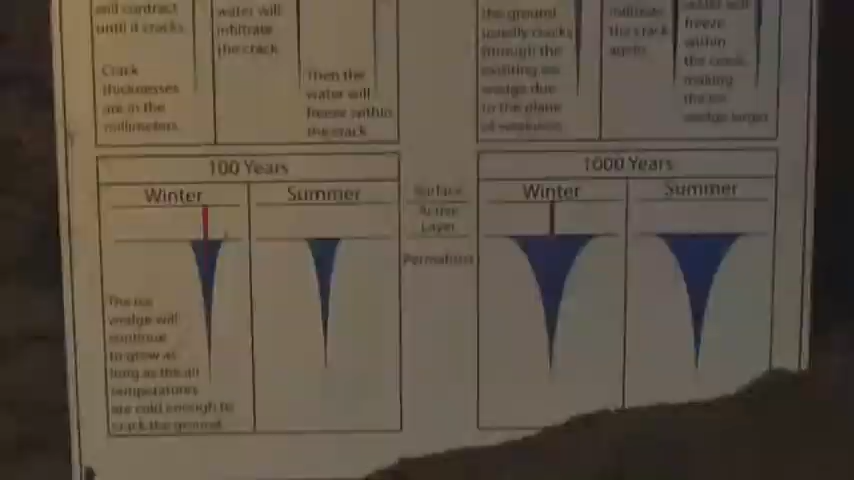 will contract
until it cracks.
Crack
thicknesses
are in the
millimeters
water will
infiltrate
the crack
Then the
water will
freeze within
the crack
the ground
usually cracks
through the
existing ice
wedge due
to the plane
of weakness
infiltrate
the crack
again
water will
freeze
within
the crack
making
the ice
wedge larger
100 Years
Winter
Summer
Surface
Active
Layer
Permafrost
1000 Years
Winter
Summer
The ice
wedge will
continue
to grow as
long as the air
temperatures
are cold enough to
crack the ground